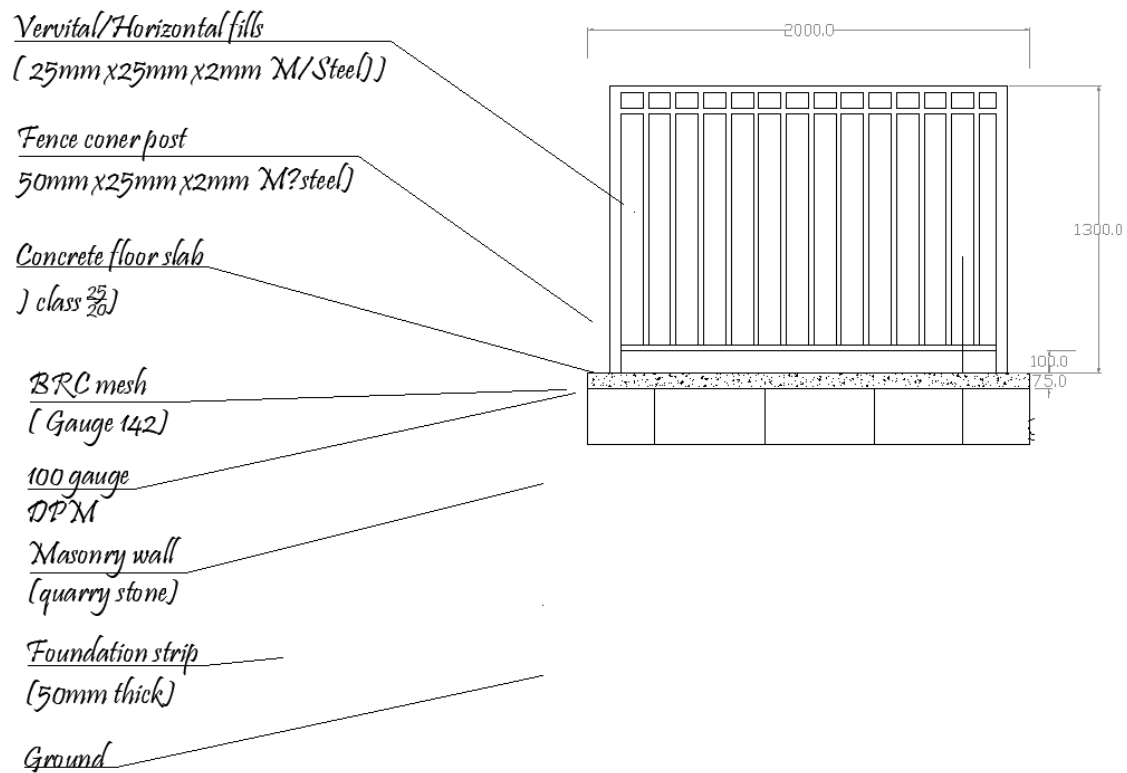 Vervital/Horizontal fills
( 25mm x25mm x2mm M/Steel))
Fence coner post
50mm x25mm x2mm M?steel)
Concrete floor slab
) class 25/20)
BRC mesh
( Gauge 142)
100 gauge
DPM
Masonry wall
(quarry stone)
Foundation strip
(50mm thick)
Ground
2000.0
1300.0
100.0
75.0